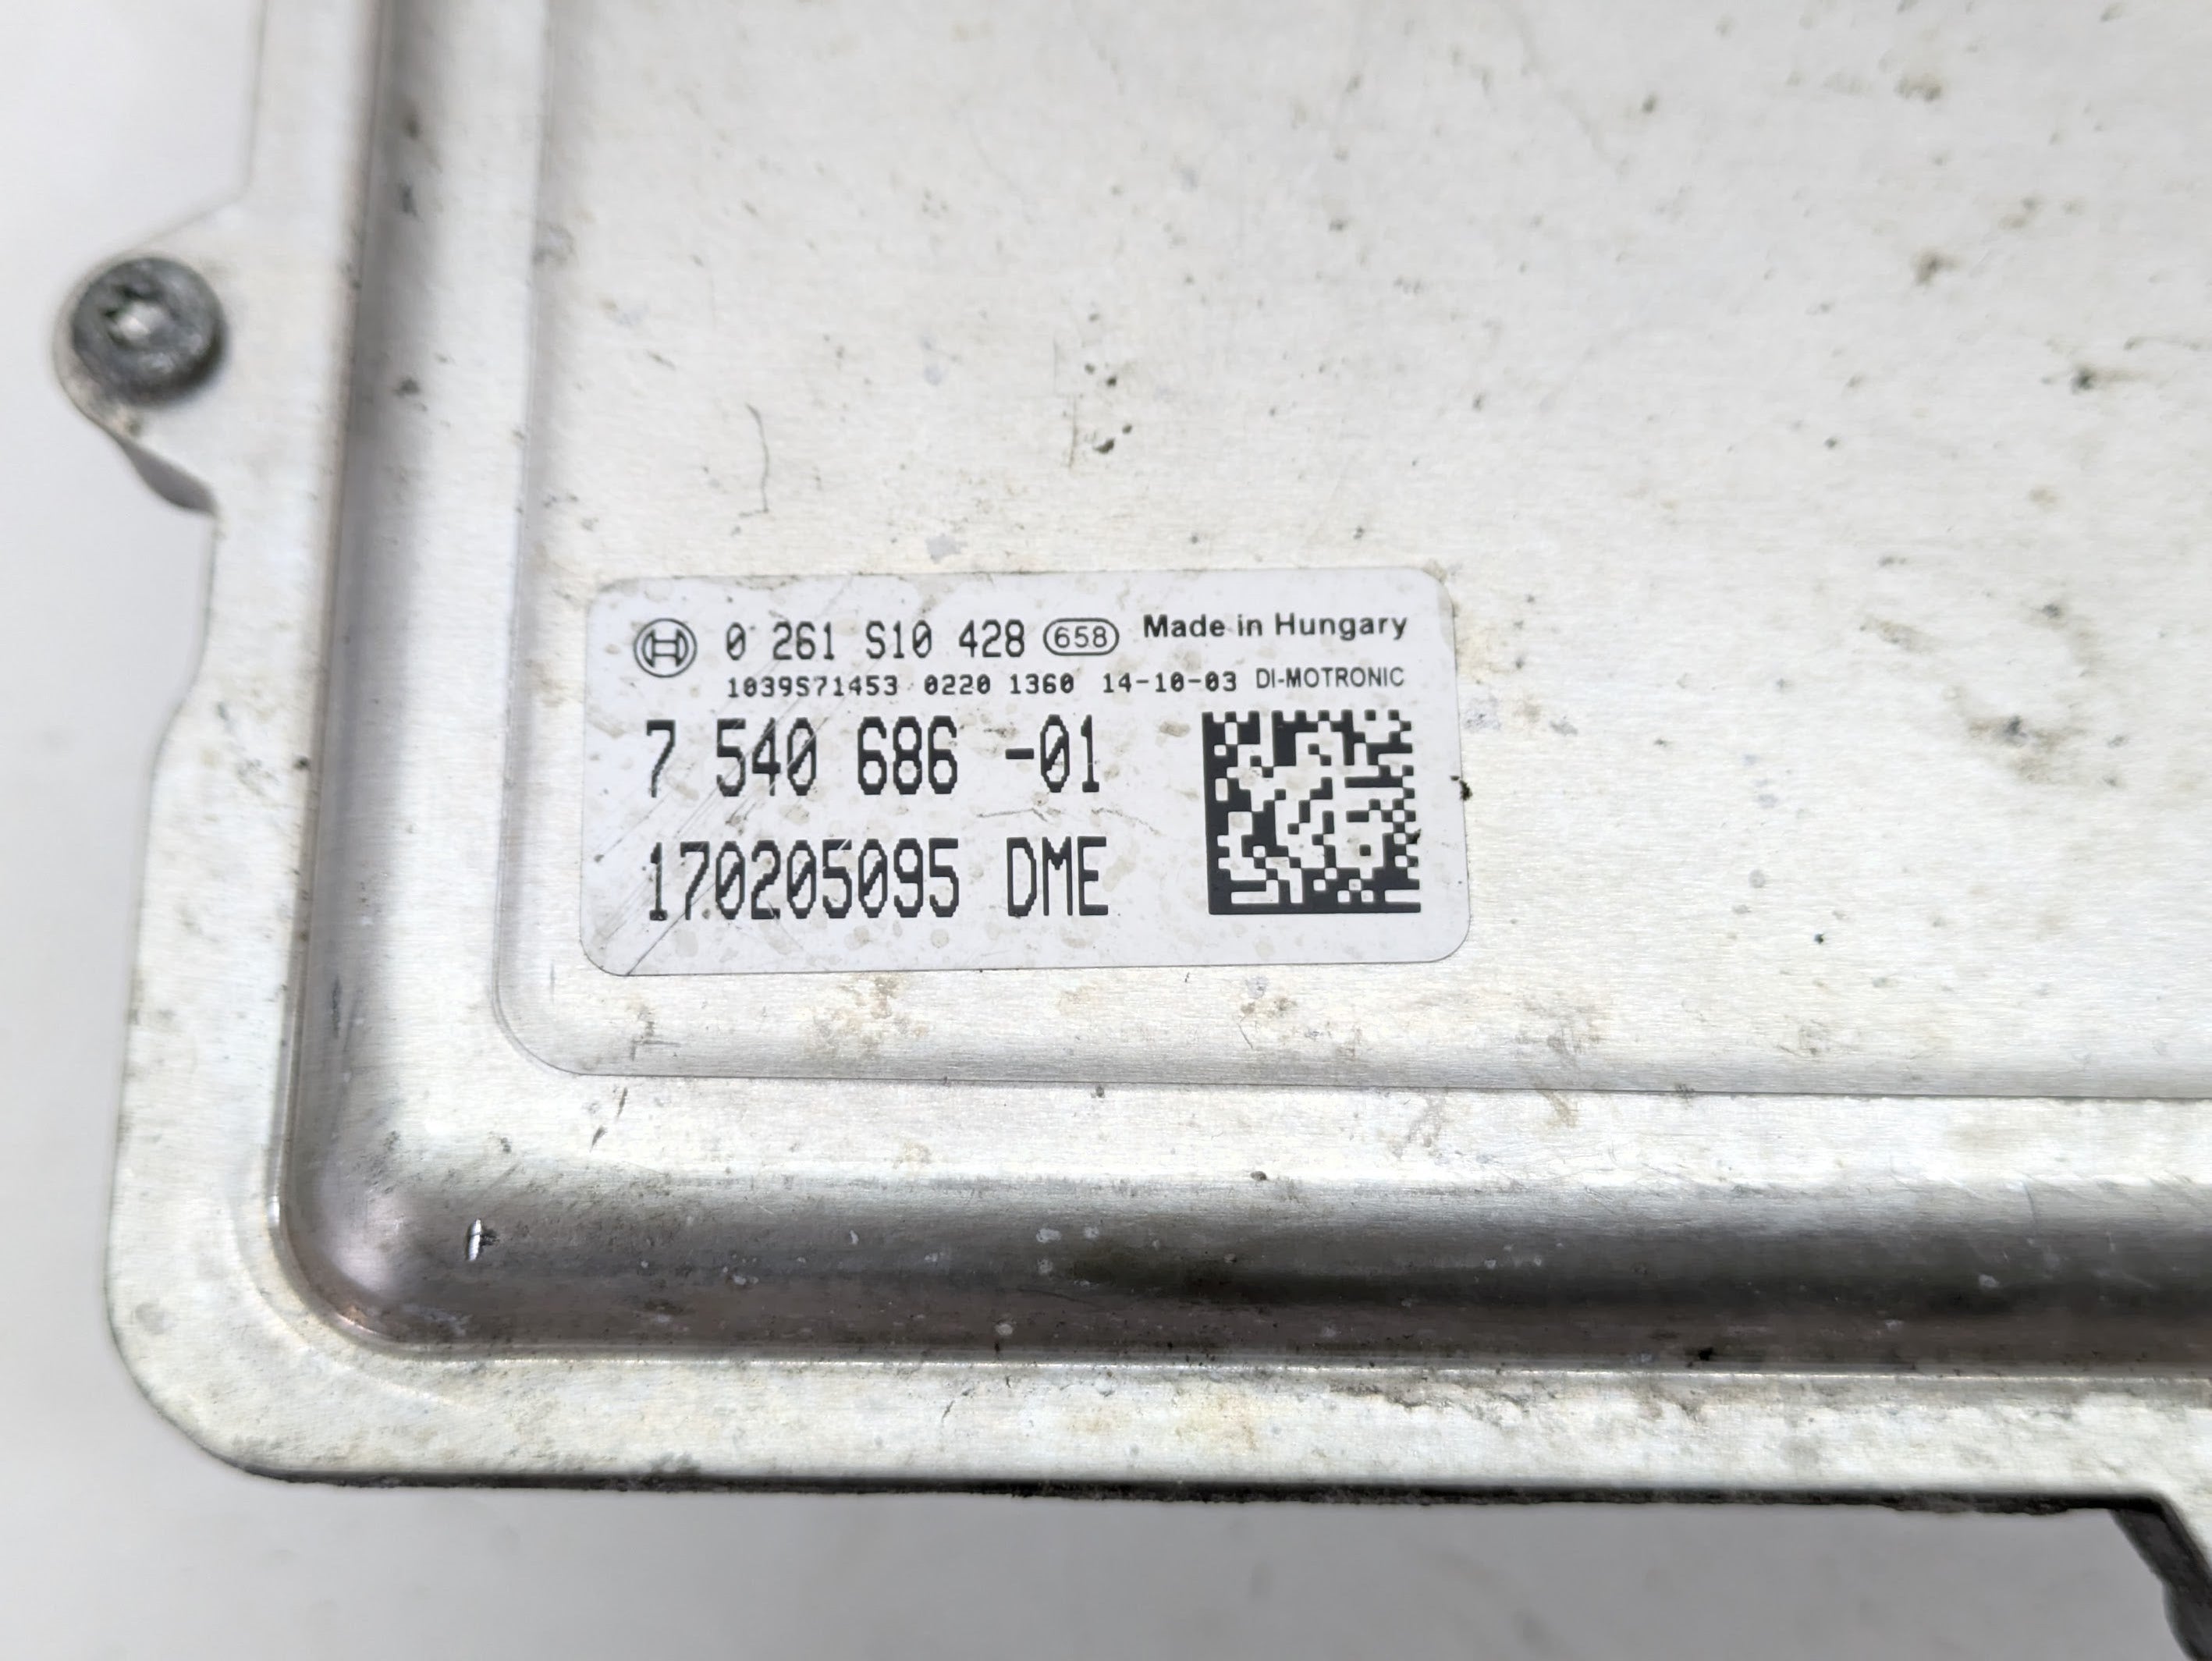 0 261 S10 428 658 Made in Hungary
1039S71453 0220 1360 14-10-03 DI-MOTRONIC
7 540 686 -01
170205095 DME